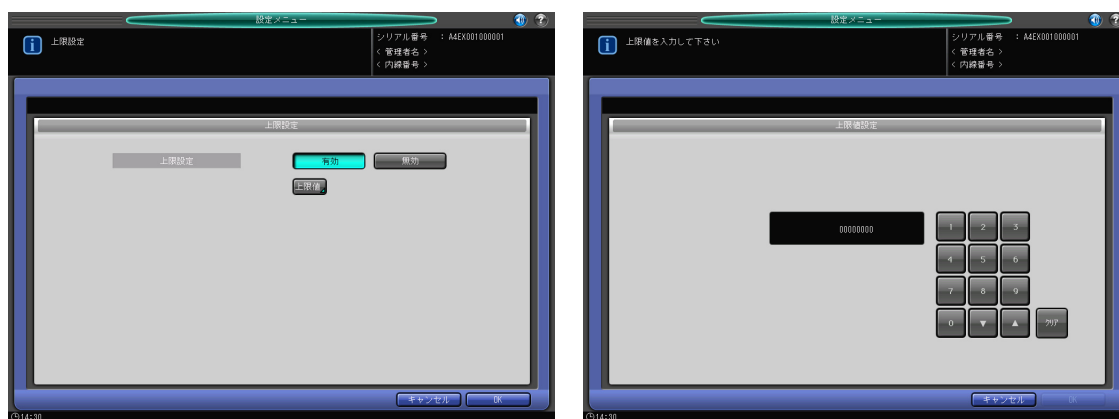 設定メニュー
上限設定
シリアル番号 : A4EX001000001
< 管理者名 >
< 内線番号 >
上限設定
上限設定 有効 無効
上限値
キャンセル OK
14:30
設定メニュー
上限値を入力して下さい
シリアル番号 : A4EX001000001
< 管理者名 >
< 内線番号 >
上限値設定
00000000
1 2 3
4 5 6
7 8 9
0 ▼ ▲ クリア
キャンセル OK
14:30